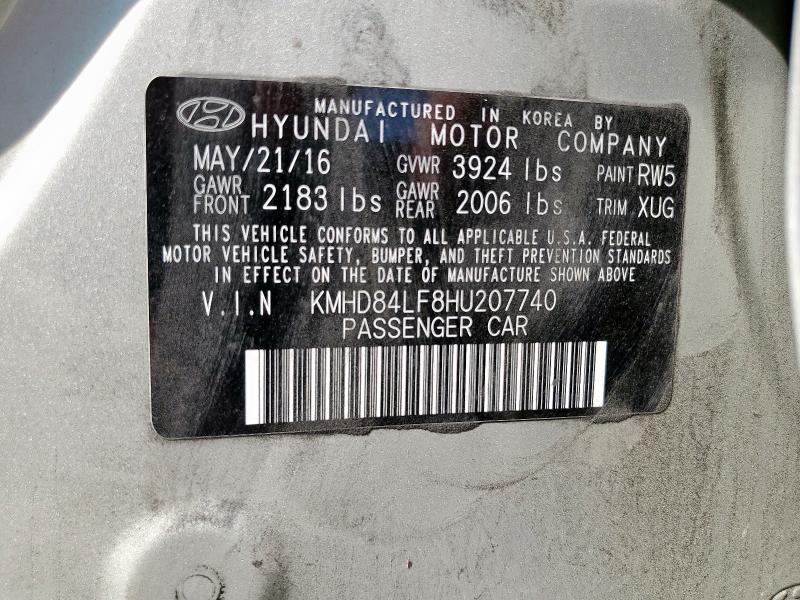 MANUFACTURED IN KOREA BY
HYUNDAI MOTOR COMPANY
MAY/21/16 GVWR 3924 lbs PAINT RW5
GAWR FRONT 2183 lbs GAWR REAR 2006 lbs TRIM XUG
THIS VEHICLE CONFORMS TO ALL APPLICABLE U.S.A. FEDERAL
MOTOR VEHICLE SAFETY, BUMPER, AND THEFT PREVENTION STANDARDS
IN EFFECT ON THE DATE OF MANUFACTURE SHOWN ABOVE
V.I.N KMHD84LF8HU207740
PASSENGER CAR